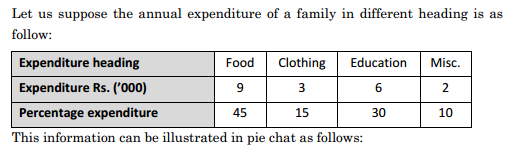 Let us suppose the annual expenditure of a family in different heading is as
follow:
Expenditure heading Food Clothing Education Misc.
Expenditure Rs. ('000) 9 3 6 2
Percentage expenditure 45 15 30 10
This information can be illustrated in pie chat as follows: